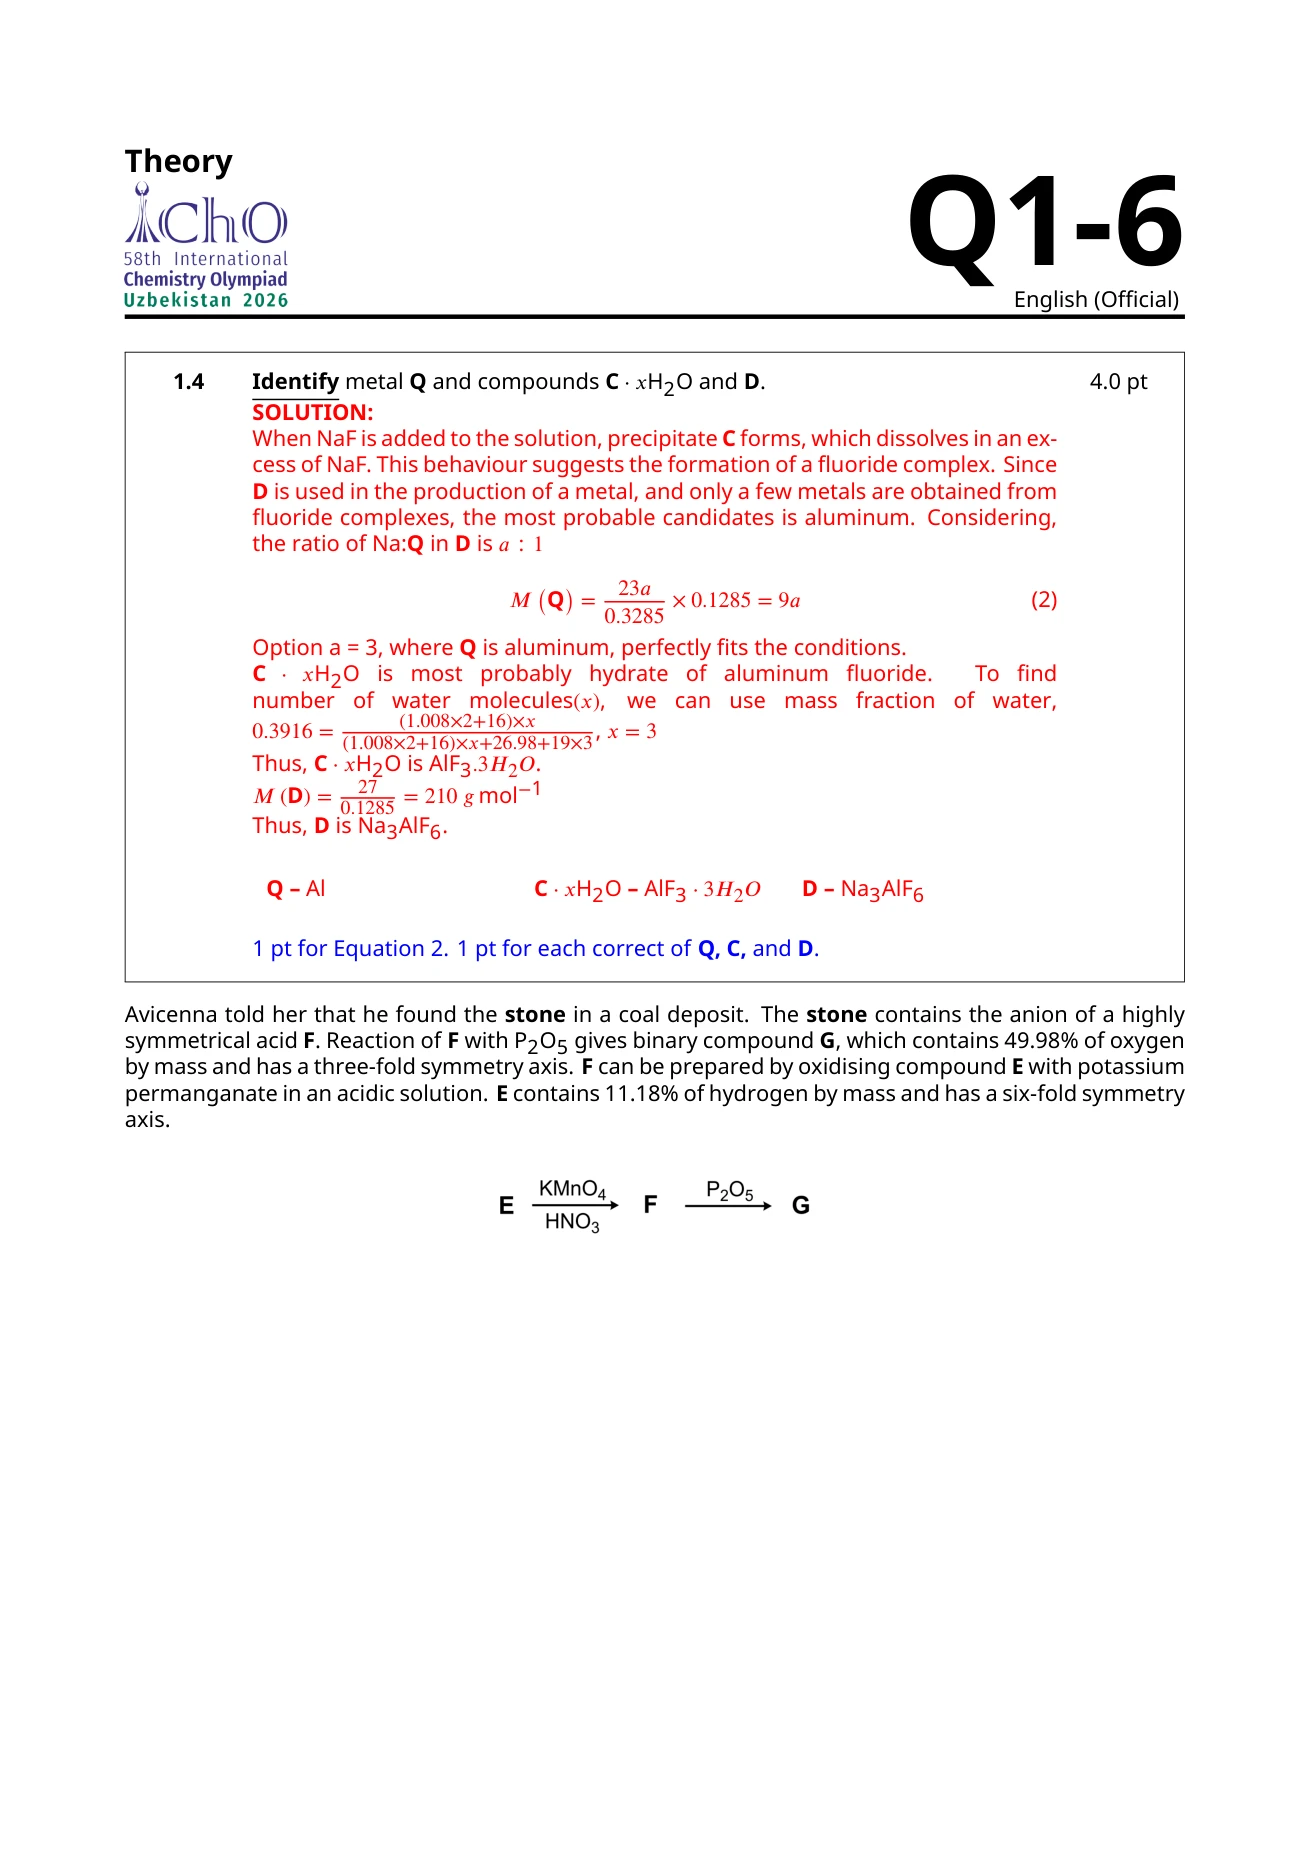 Theory
iChO
58th International
Chemistry Olympiad
Uzbekistan 2026
Q1-6
English (Official)
1.4 Identify metal Q and compounds C · xH2O and D. 4.0 pt
SOLUTION:
When NaF is added to the solution, precipitate C forms, which dissolves in an ex-
cess of NaF. This behaviour suggests the formation of a fluoride complex. Since
D is used in the production of a metal, and only a few metals are obtained from
fluoride complexes, the most probable candidates is aluminum. Considering,
the ratio of Na:Q in D is a : 1
M (Q) = 23a/0.3285 × 0.1285 = 9a (2)
Option a = 3, where Q is aluminum, perfectly fits the conditions.
C · xH2O is most probably hydrate of aluminum fluoride. To find
number of water molecules(x), we can use mass fraction of water,
0.3916 = (1.008×2+16)×x/(1.008×2+16)×x+26.98+19×3, x = 3
Thus, C · xH2O is AlF3.3H2O.
M (D) = 27/0.1285 = 210 g mol−1
Thus, D is Na3AlF6.
Q – Al C · xH2O – AlF3 · 3H2O D – Na3AlF6
1 pt for Equation 2. 1 pt for each correct of Q, C, and D.
Avicenna told her that he found the stone in a coal deposit. The stone contains the anion of a highly
symmetrical acid F. Reaction of F with P2O5 gives binary compound G, which contains 49.98% of oxygen
by mass and has a three-fold symmetry axis. F can be prepared by oxidising compound E with potassium
permanganate in an acidic solution. E contains 11.18% of hydrogen by mass and has a six-fold symmetry
axis.
E KMnO4 HNO3 F P2O5 G